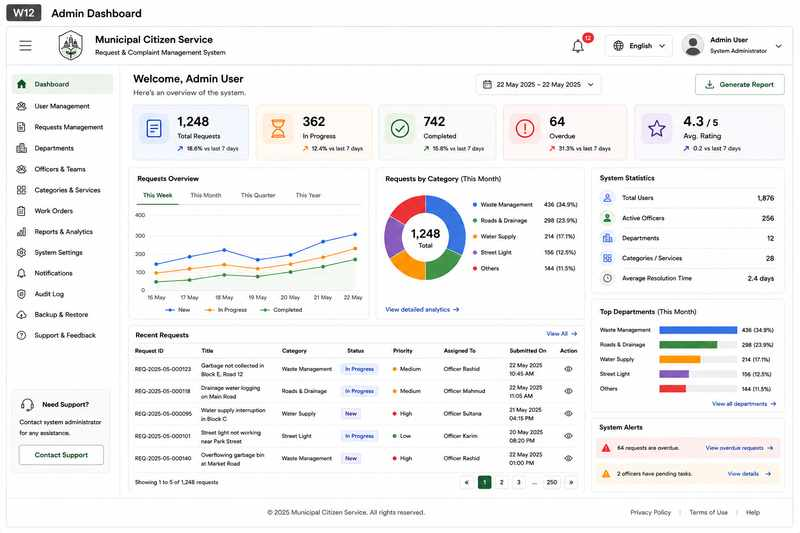 W12 Admin Dashboard
Municipal Citizen Service
Request & Complaint Management System
12
English
Admin User
System Administrator
Dashboard
User Management
Requests Management
Departments
Officers & Teams
Categories & Services
Work Orders
Reports & Analytics
System Settings
Notifications
Audit Log
Backup & Restore
Support & Feedback
Need Support?
Contact system administrator
for any assistance.
Contact Support
Welcome, Admin User
Here's an overview of the system.
22 May 2025 – 22 May 2025
Generate Report
1,248
Total Requests
18.6% vs last 7 days
362
In Progress
12.4% vs last 7 days
742
Completed
15.8% vs last 7 days
64
Overdue
31.3% vs last 7 days
4.3 / 5
Avg. Rating
0.2 vs last 7 days
Requests Overview
This Week This Month This Quarter This Year
400
300
200
100
0
16 May 17 May 18 May 19 May 20 May 21 May 22 May
New In Progress Completed
Requests by Category (This Month)
1,248
Total
Waste Management 436 (34.9%)
Roads & Drainage 298 (23.9%)
Water Supply 214 (17.1%)
Street Light 156 (12.5%)
Others 144 (11.5%)
View detailed analytics
System Statistics
Total Users 1,876
Active Officers 256
Departments 12
Categories / Services 28
Average Resolution Time 2.4 days
Recent Requests
View All
Request ID Title Category Status Priority Assigned To Submitted On Action
REQ-2025-05-000123 Garbage not collected in Block E, Road 12 Waste Management In Progress Medium Officer Rashid 22 May 2025 10:45 AM
REQ-2025-05-000118 Drainage water logging on Main Road Roads & Drainage In Progress Medium Officer Mahmud 22 May 2025 11:05 AM
REQ-2025-05-000095 Water supply interruption in Block C Water Supply New High Officer Sultana 21 May 2025 04:15 PM
REQ-2025-05-000101 Street light not working near Park Street Street Light In Progress Low Officer Karim 20 May 2025 08:20 PM
REQ-2025-05-000140 Overflowing garbage bin at Market Road Waste Management New High Officer Rashid 22 May 2025 01:00 PM
Showing 1 to 5 of 1,248 requests
« 1 2 3 ... 250 »
Top Departments (This Month)
Waste Management 436 (34.9%)
Roads & Drainage 298 (23.9%)
Water Supply 214 (17.1%)
Street Light 156 (12.5%)
Others 144 (11.5%)
View all departments
System Alerts
64 requests are overdue. View overdue requests
2 officers have pending tasks. View details
© 2025 Municipal Citizen Service. All rights reserved.
Privacy Policy | Terms of Use | Help